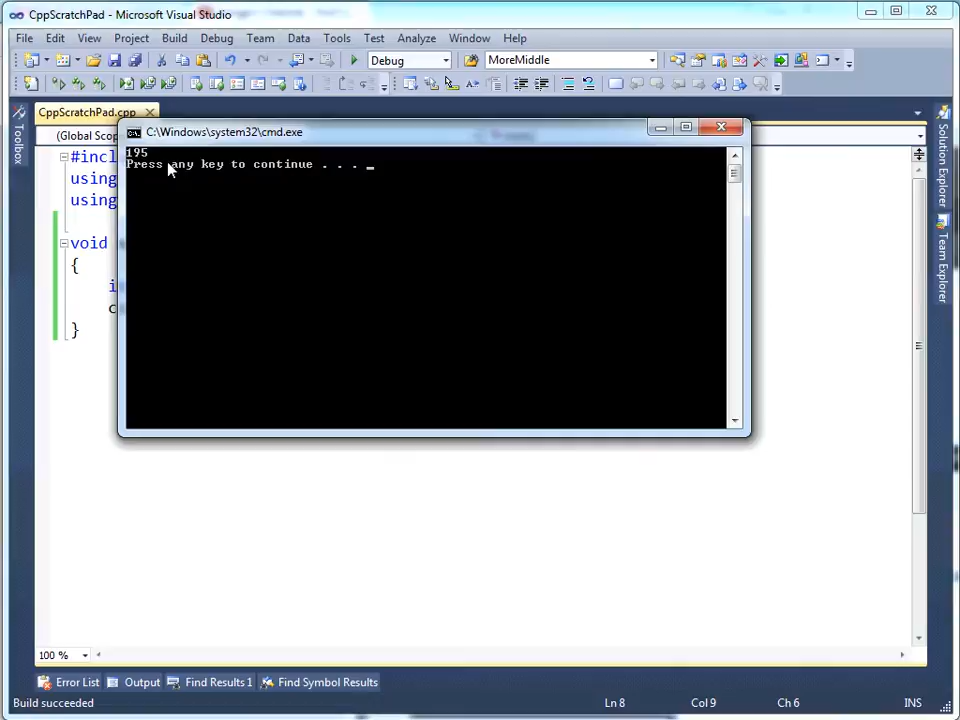 CppScratchPad - Microsoft Visual Studio
File Edit View Project Build Debug Team Data Tools Test Analyze Window Help
Debug MoreMiddle
CppScratchPad.cpp
(Global Scop
C:\Windows\system32\cmd.exe
195
Press any key to continue . . . _
#incl
using
using
void
{
i
c
}
Toolbox
Solution Explorer
Team Explorer
100 %
Error List Output Find Results 1 Find Symbol Results
Build succeeded Ln 8 Col 9 Ch 6 INS